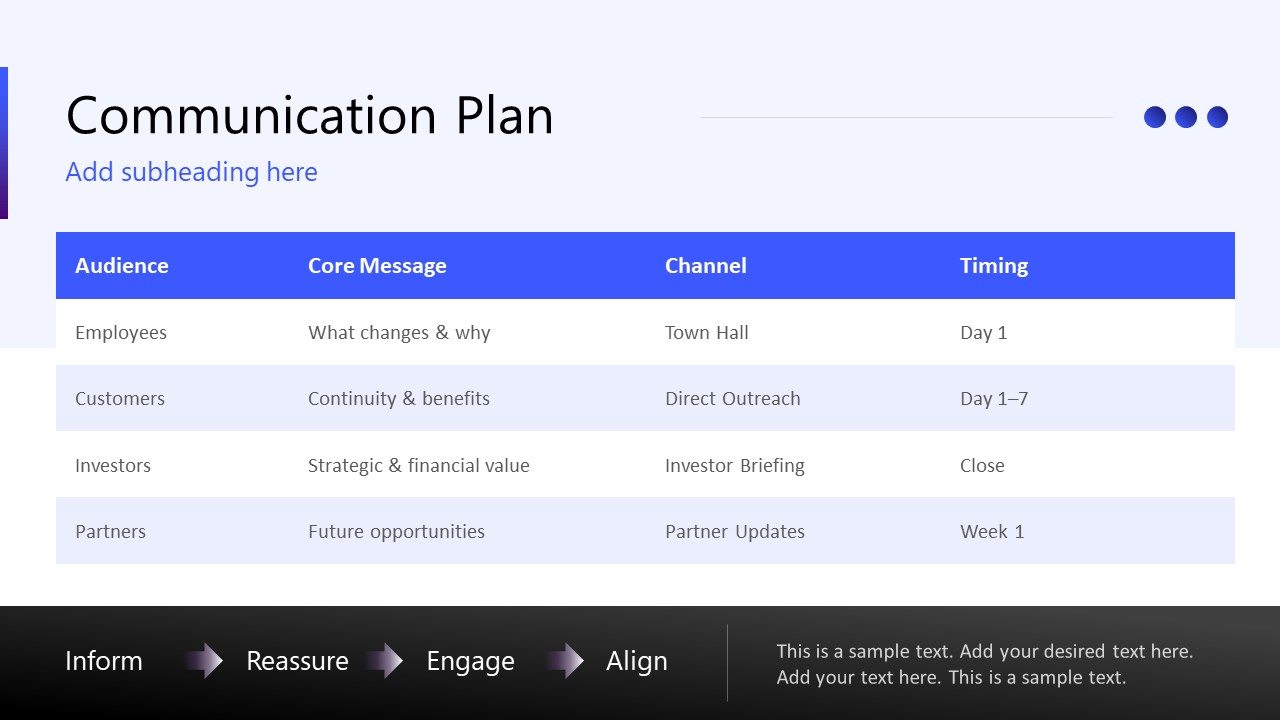 Communication Plan
Add subheading here
Audience Core Message Channel Timing
Employees What changes & why Town Hall Day 1
Customers Continuity & benefits Direct Outreach Day 1–7
Investors Strategic & financial value Investor Briefing Close
Partners Future opportunities Partner Updates Week 1
Inform Reassure Engage Align
This is a sample text. Add your desired text here.
Add your text here. This is a sample text.